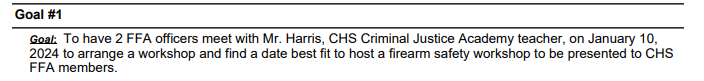 Goal #1
Goal: To have 2 FFA officers meet with Mr. Harris, CHS Criminal Justice Academy teacher, on January 10,
2024 to arrange a workshop and find a date best fit to host a firearm safety workshop to be presented to CHS
FFA members.